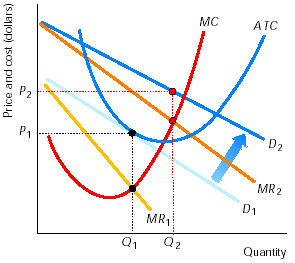 Price and cost (dollars)
MC
ATC
P2
P1
D2
MR2
D1
MR1
Q1
Q2
Quantity